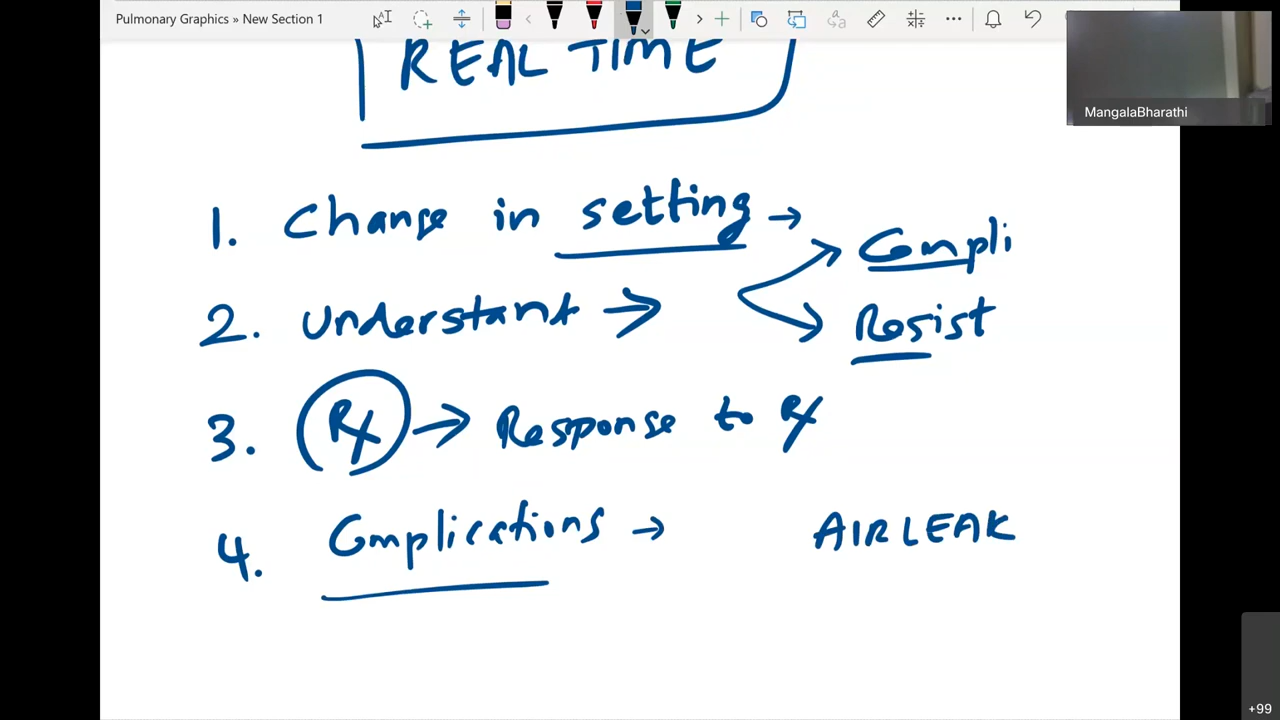 Pulmonary Graphics » New Section 1
MangalaBharathi
REAL TIME
1. Change in setting →
Compli
2. Understant →
Resist
3. Rx → Response to Rx
4. Complications → AIRLEAK
+99